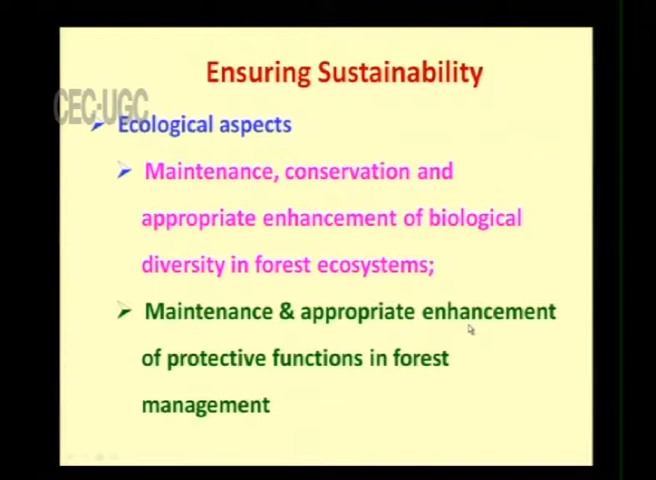 Ensuring Sustainability
CEC-UGC
Ecological aspects
Maintenance, conservation and
appropriate enhancement of biological
diversity in forest ecosystems;
Maintenance & appropriate enhancement
of protective functions in forest
management